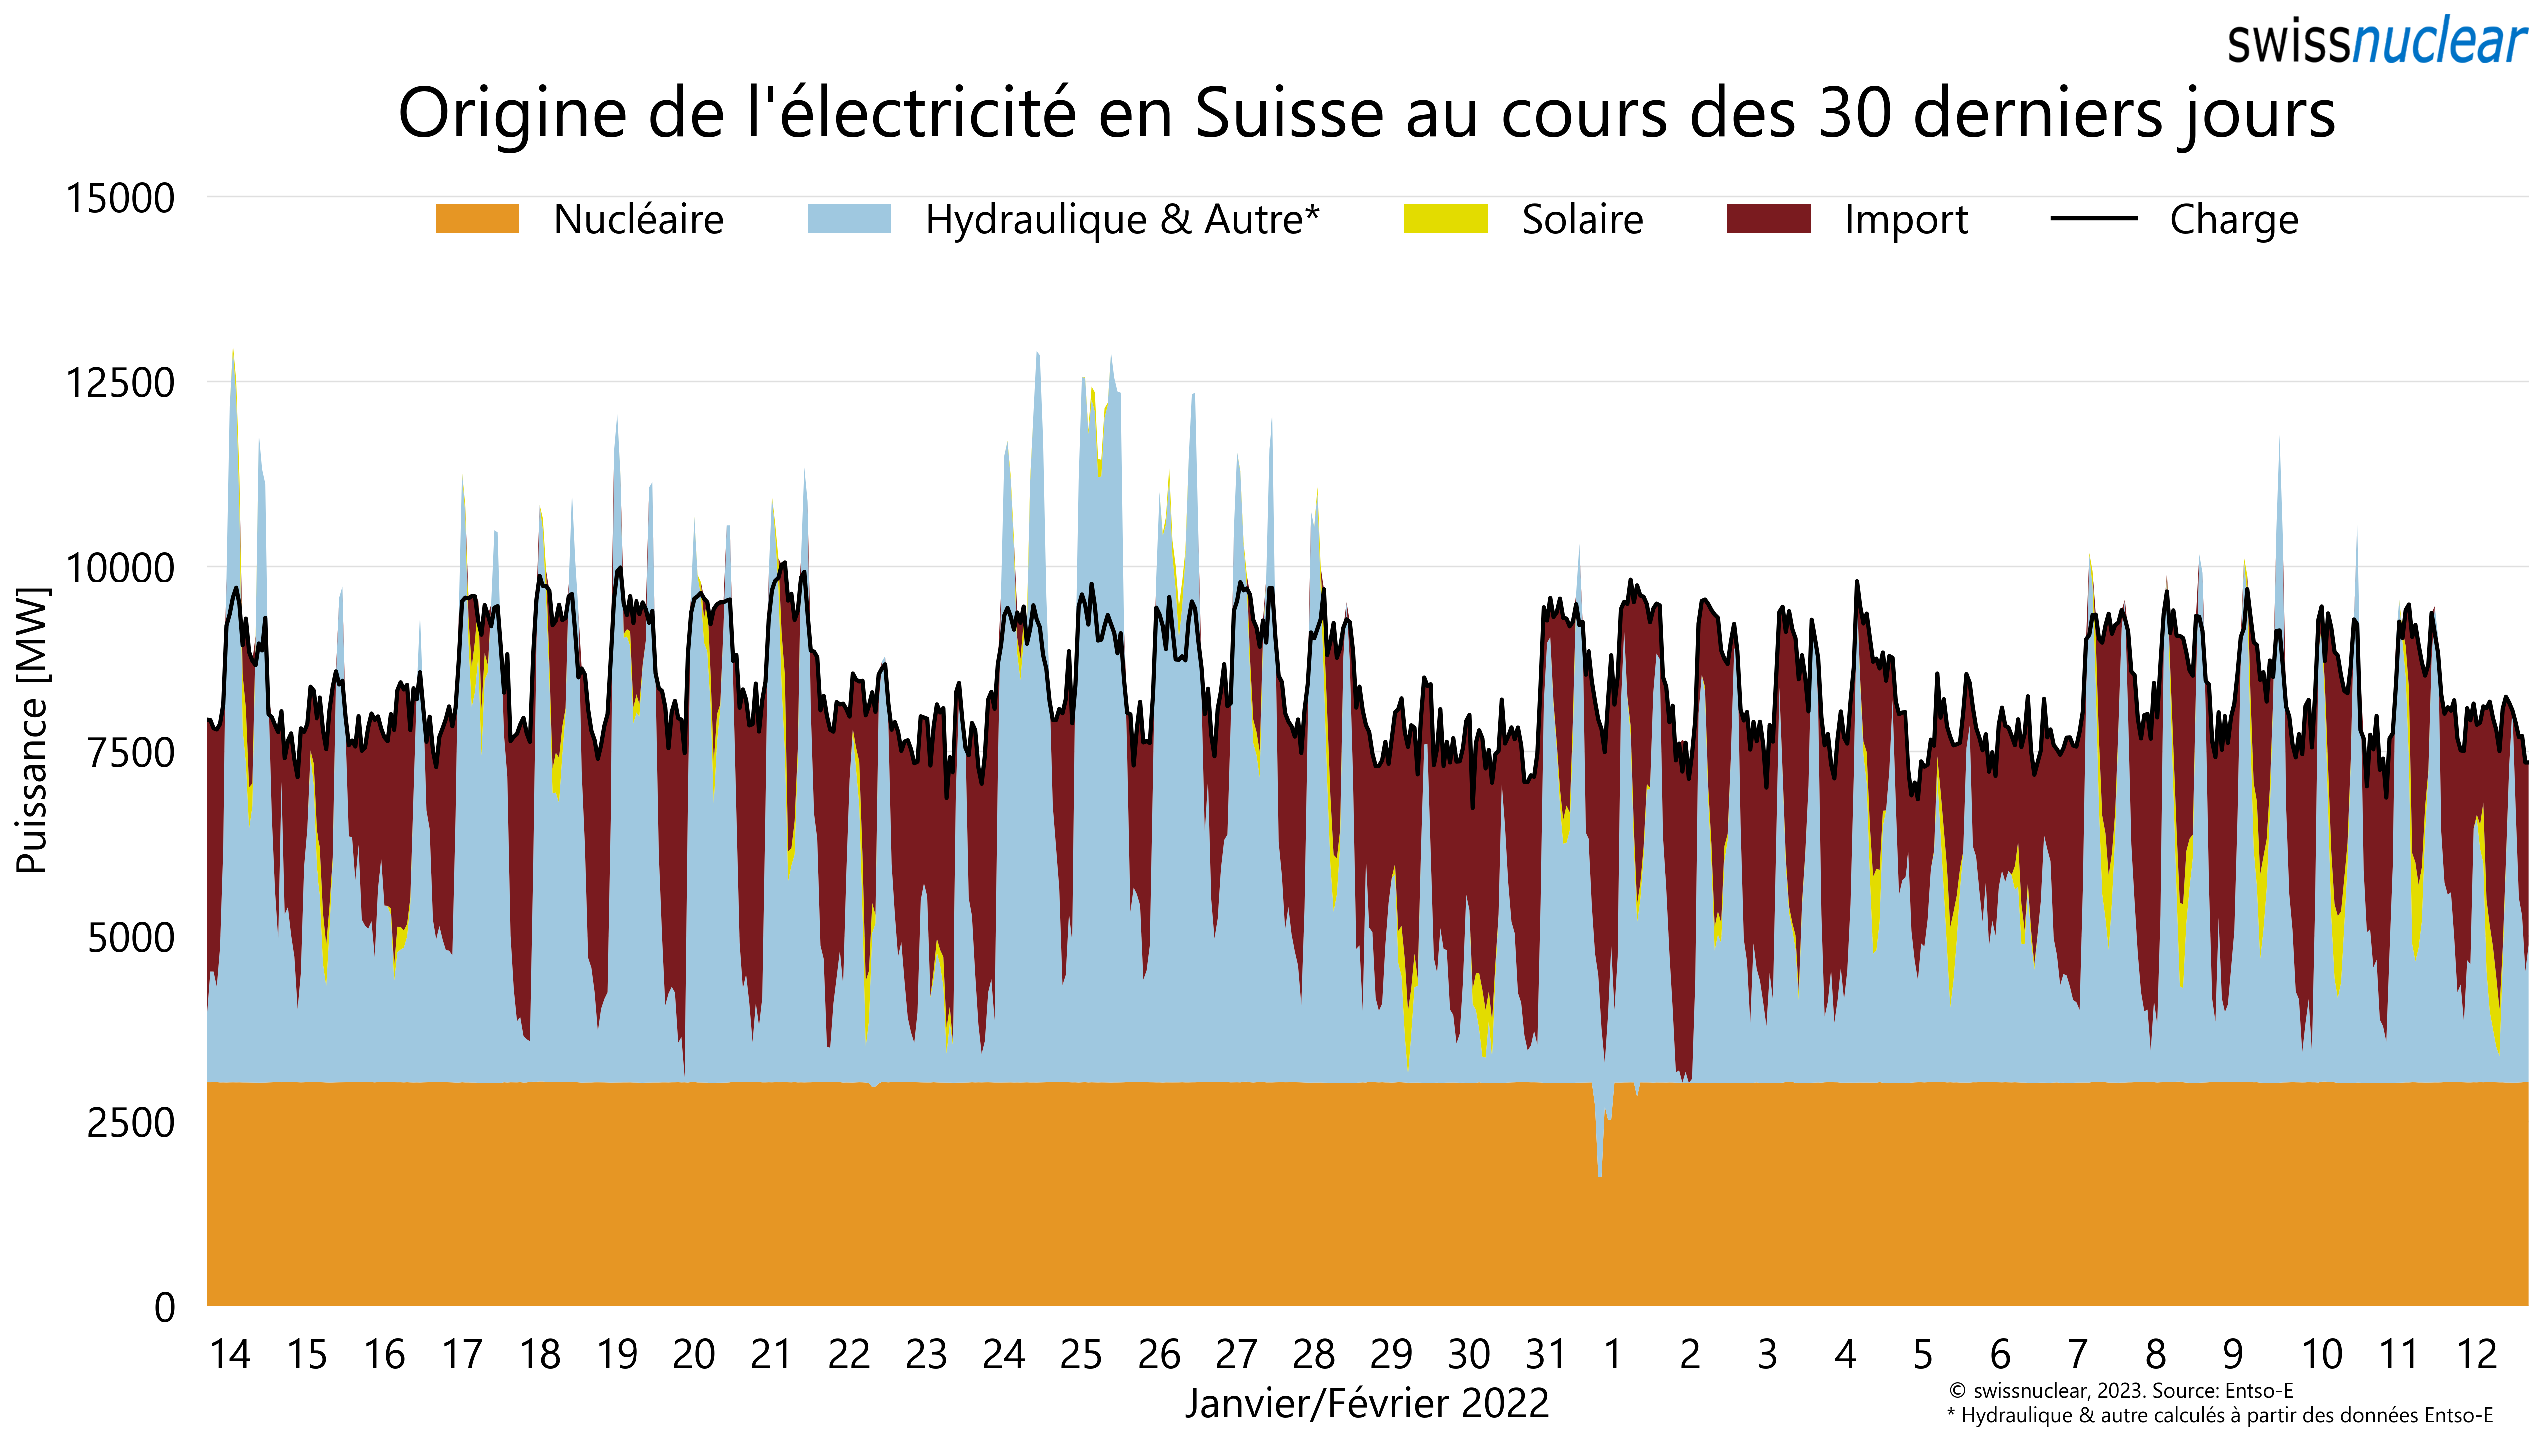 swissnuclear
Origine de l'électricité en Suisse au cours des 30 derniers jours
15000
Nucléaire Hydraulique & Autre* Solaire Import Charge
12500
10000
7500
5000
2500
0
Puissance [MW]
14 15 16 17 18 19 20 21 22 23 24 25 26 27 28 29 30 31 1 2 3 4 5 6 7 8 9 10 11 12
Janvier/Février 2022
© swissnuclear, 2023. Source: Entso-E
* Hydraulique & autre calculés à partir des données Entso-E